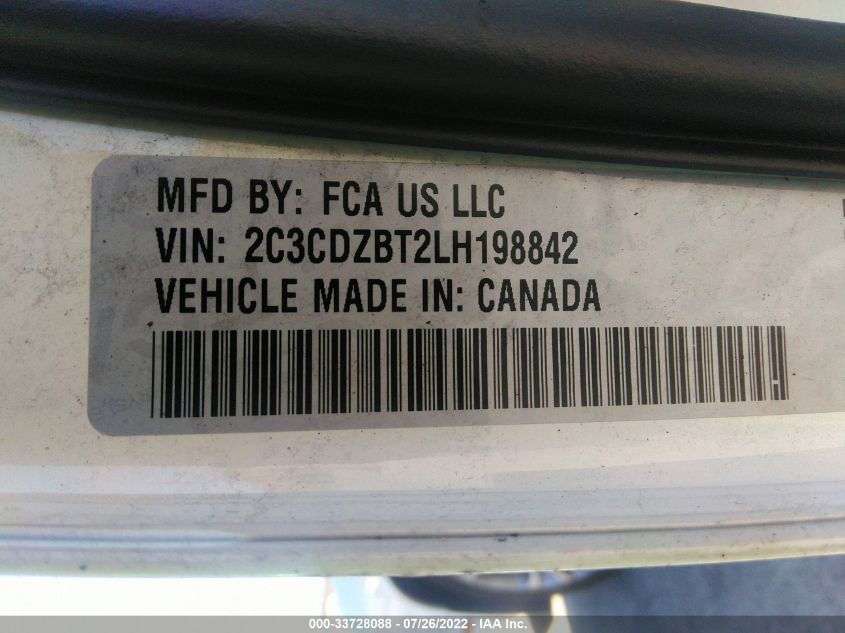 MFD BY: FCA US LLC
VIN: 2C3CDZBT2LH198842
VEHICLE MADE IN: CANADA
000-33728088 - 07/26/2022 - IAA Inc.